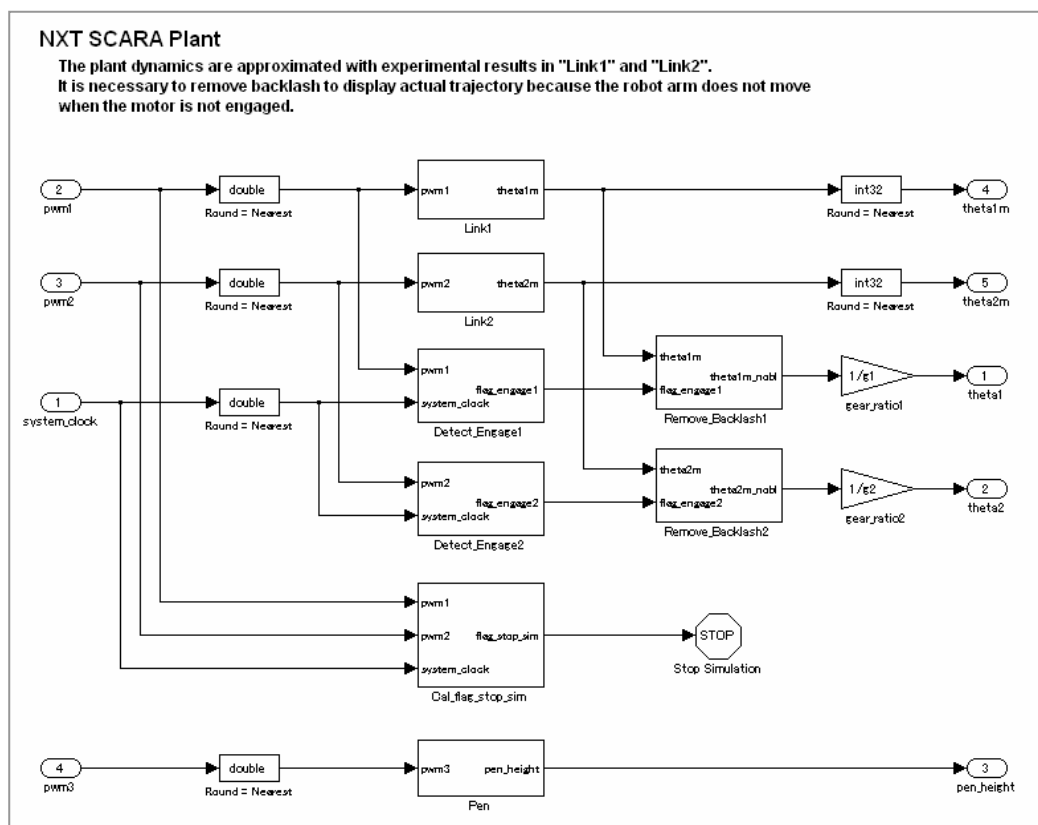 NXT SCARA Plant
The plant dynamics are approximated with experimental results in "Link1" and "Link2".
It is necessary to remove backlash to display actual trajectory because the robot arm does not move
when the motor is not engaged.
2
pwm1
double
Round = Nearest
pwm1
theta1m
Link1
int32
Round = Nearest
4
theta1m
3
pwm2
double
Round = Nearest
pwm2
theta2m
Link2
int32
Round = Nearest
5
theta2m
1
system_clock
double
Round = Nearest
pwm1
system_clock
flag_engage1
Detect_Engage1
theta1m
flag_engage1
theta1m_nobl
Remove_Backlash1
1/g1
gear_ratio1
1
theta1
pwm2
system_clock
flag_engage2
Detect_Engage2
theta2m
flag_engage2
theta2m_nobl
Remove_Backlash2
1/g2
gear_ratio2
2
theta2
pwm1
pwm2
system_clock
flag_stop_sim
Cal_flag_stop_sim
STOP
Stop Simulation
4
pwm3
double
Round = Nearest
pwm3
pen_height
Pen
3
pen_height